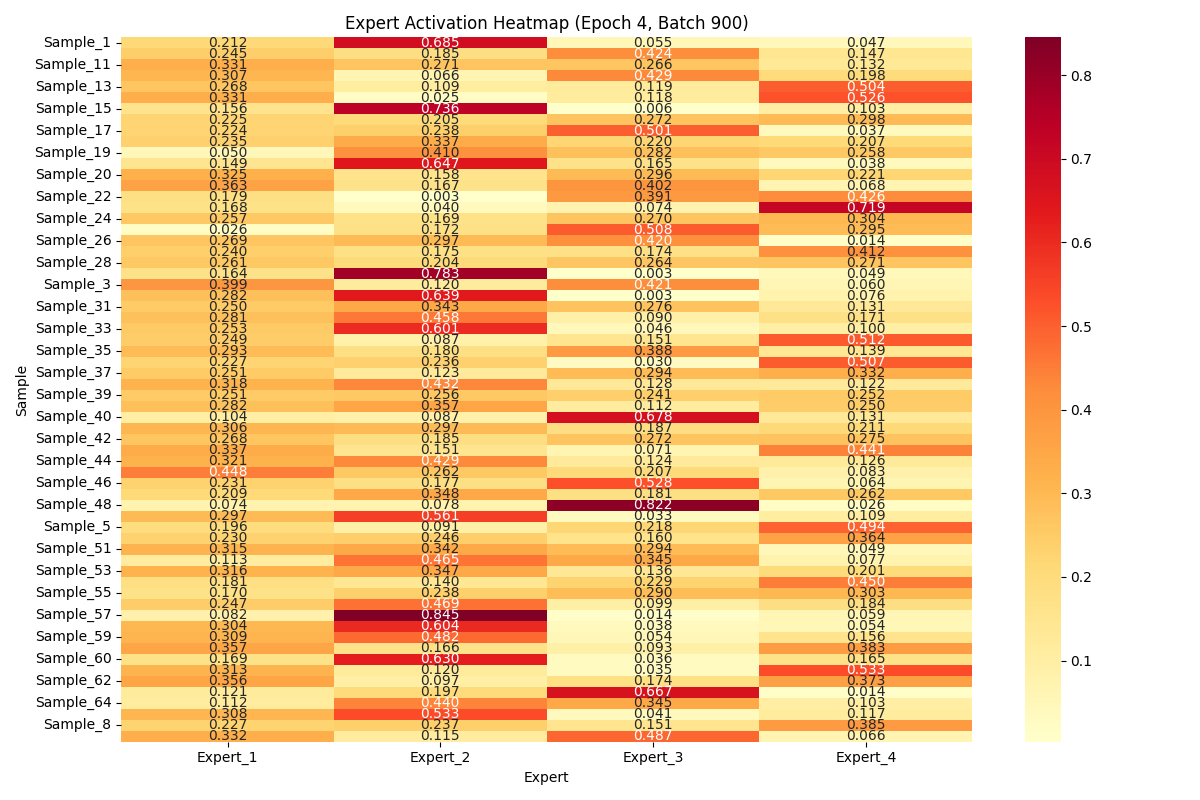 Expert Activation Heatmap (Epoch 4, Batch 900)
Sample_1 0.212 0.685 0.055 0.047
0.245 0.185 0.424 0.147
Sample_11 0.331 0.271 0.266 0.132
0.307 0.066 0.429 0.198
Sample_13 0.268 0.109 0.119 0.504
0.331 0.025 0.118 0.526
Sample_15 0.156 0.736 0.006 0.103
0.225 0.205 0.272 0.298
Sample_17 0.224 0.238 0.501 0.037
0.235 0.337 0.220 0.207
Sample_19 0.050 0.410 0.282 0.258
0.149 0.647 0.165 0.038
Sample_20 0.325 0.158 0.296 0.221
0.363 0.167 0.402 0.068
Sample_22 0.179 0.003 0.391 0.426
0.168 0.040 0.074 0.719
Sample_24 0.257 0.169 0.270 0.304
0.026 0.172 0.508 0.295
Sample_26 0.269 0.297 0.420 0.014
0.240 0.175 0.174 0.412
Sample_28 0.261 0.204 0.264 0.271
0.164 0.783 0.003 0.049
Sample_3 0.399 0.120 0.421 0.060
0.282 0.639 0.003 0.076
Sample_31 0.250 0.343 0.276 0.131
0.281 0.458 0.090 0.171
Sample_33 0.253 0.601 0.046 0.100
0.249 0.087 0.151 0.512
Sample_35 0.293 0.180 0.388 0.139
0.227 0.236 0.030 0.507
Sample_37 0.251 0.123 0.294 0.332
0.318 0.432 0.128 0.122
Sample_39 0.251 0.256 0.241 0.252
0.282 0.357 0.112 0.250
Sample_40 0.104 0.087 0.678 0.131
0.306 0.297 0.187 0.211
Sample_42 0.268 0.185 0.272 0.275
0.337 0.151 0.071 0.441
Sample_44 0.321 0.429 0.124 0.126
0.448 0.262 0.207 0.083
Sample_46 0.231 0.177 0.528 0.064
0.209 0.348 0.181 0.262
Sample_48 0.074 0.078 0.822 0.026
0.297 0.561 0.033 0.109
Sample_5 0.196 0.091 0.218 0.494
0.230 0.246 0.160 0.364
Sample_51 0.315 0.342 0.294 0.049
0.113 0.465 0.345 0.077
Sample_53 0.316 0.347 0.136 0.201
0.181 0.140 0.229 0.450
Sample_55 0.170 0.238 0.290 0.303
0.247 0.469 0.099 0.184
Sample_57 0.082 0.845 0.014 0.059
0.304 0.604 0.038 0.054
Sample_59 0.309 0.482 0.054 0.156
0.357 0.166 0.093 0.383
Sample_60 0.169 0.630 0.036 0.165
0.313 0.120 0.035 0.533
Sample_62 0.356 0.097 0.174 0.373
0.121 0.197 0.667 0.014
Sample_64 0.112 0.440 0.345 0.103
0.308 0.533 0.041 0.117
Sample_8 0.227 0.237 0.151 0.385
0.332 0.115 0.487 0.066
Expert_1 Expert_2 Expert_3 Expert_4
Expert
Sample
0.8
0.7
0.6
0.5
0.4
0.3
0.2
0.1